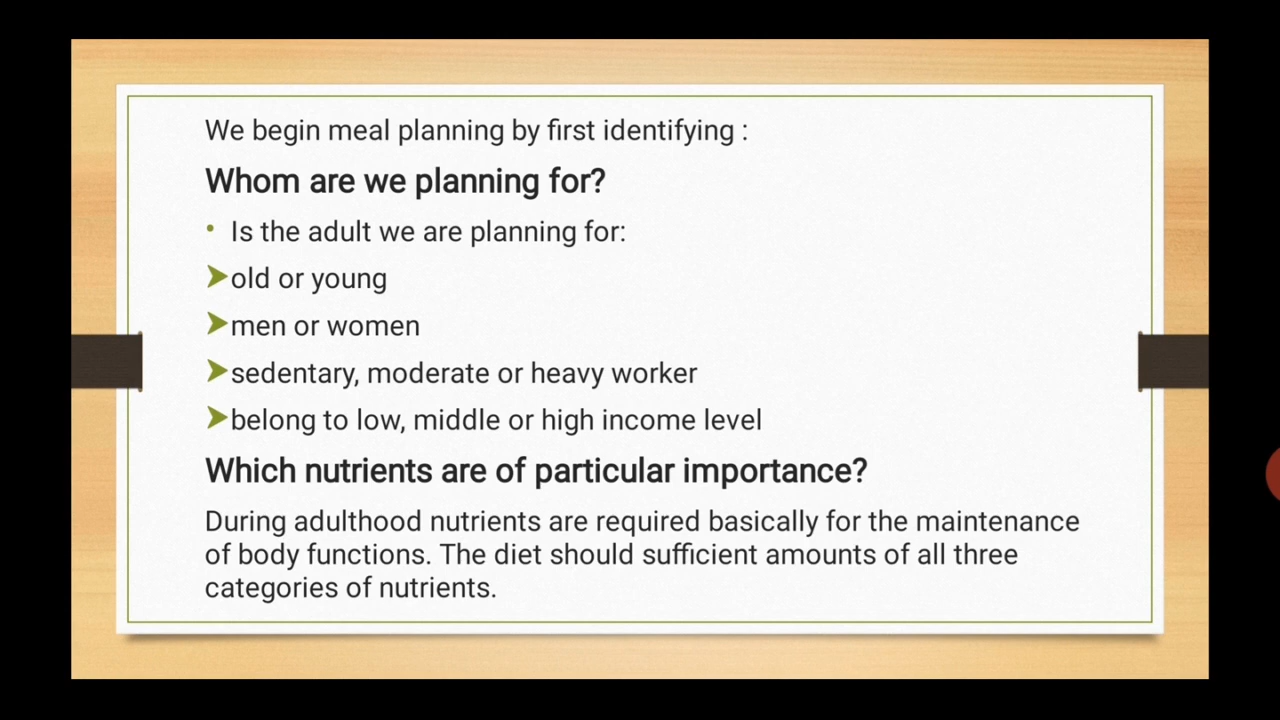 We begin meal planning by first identifying :
Whom are we planning for?
• Is the adult we are planning for:
➤old or young
➤men or women
➤sedentary, moderate or heavy worker
➤belong to low, middle or high income level
Which nutrients are of particular importance?
During adulthood nutrients are required basically for the maintenance
of body functions. The diet should sufficient amounts of all three
categories of nutrients.